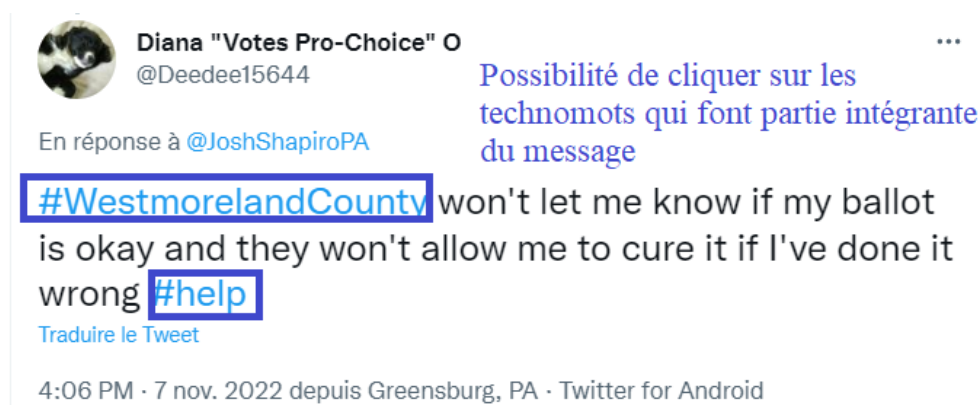 Diana "Votes Pro-Choice" O
@Deedee15644
Possibilité de cliquer sur les
technomots qui font partie intégrante
du message
En réponse à @JoshShapiroPA
#WestmorelandCounty won't let me know if my ballot
is okay and they won't allow me to cure it if I've done it
wrong #help
Traduire le Tweet
4:06 PM · 7 nov. 2022 depuis Greensburg, PA · Twitter for Android